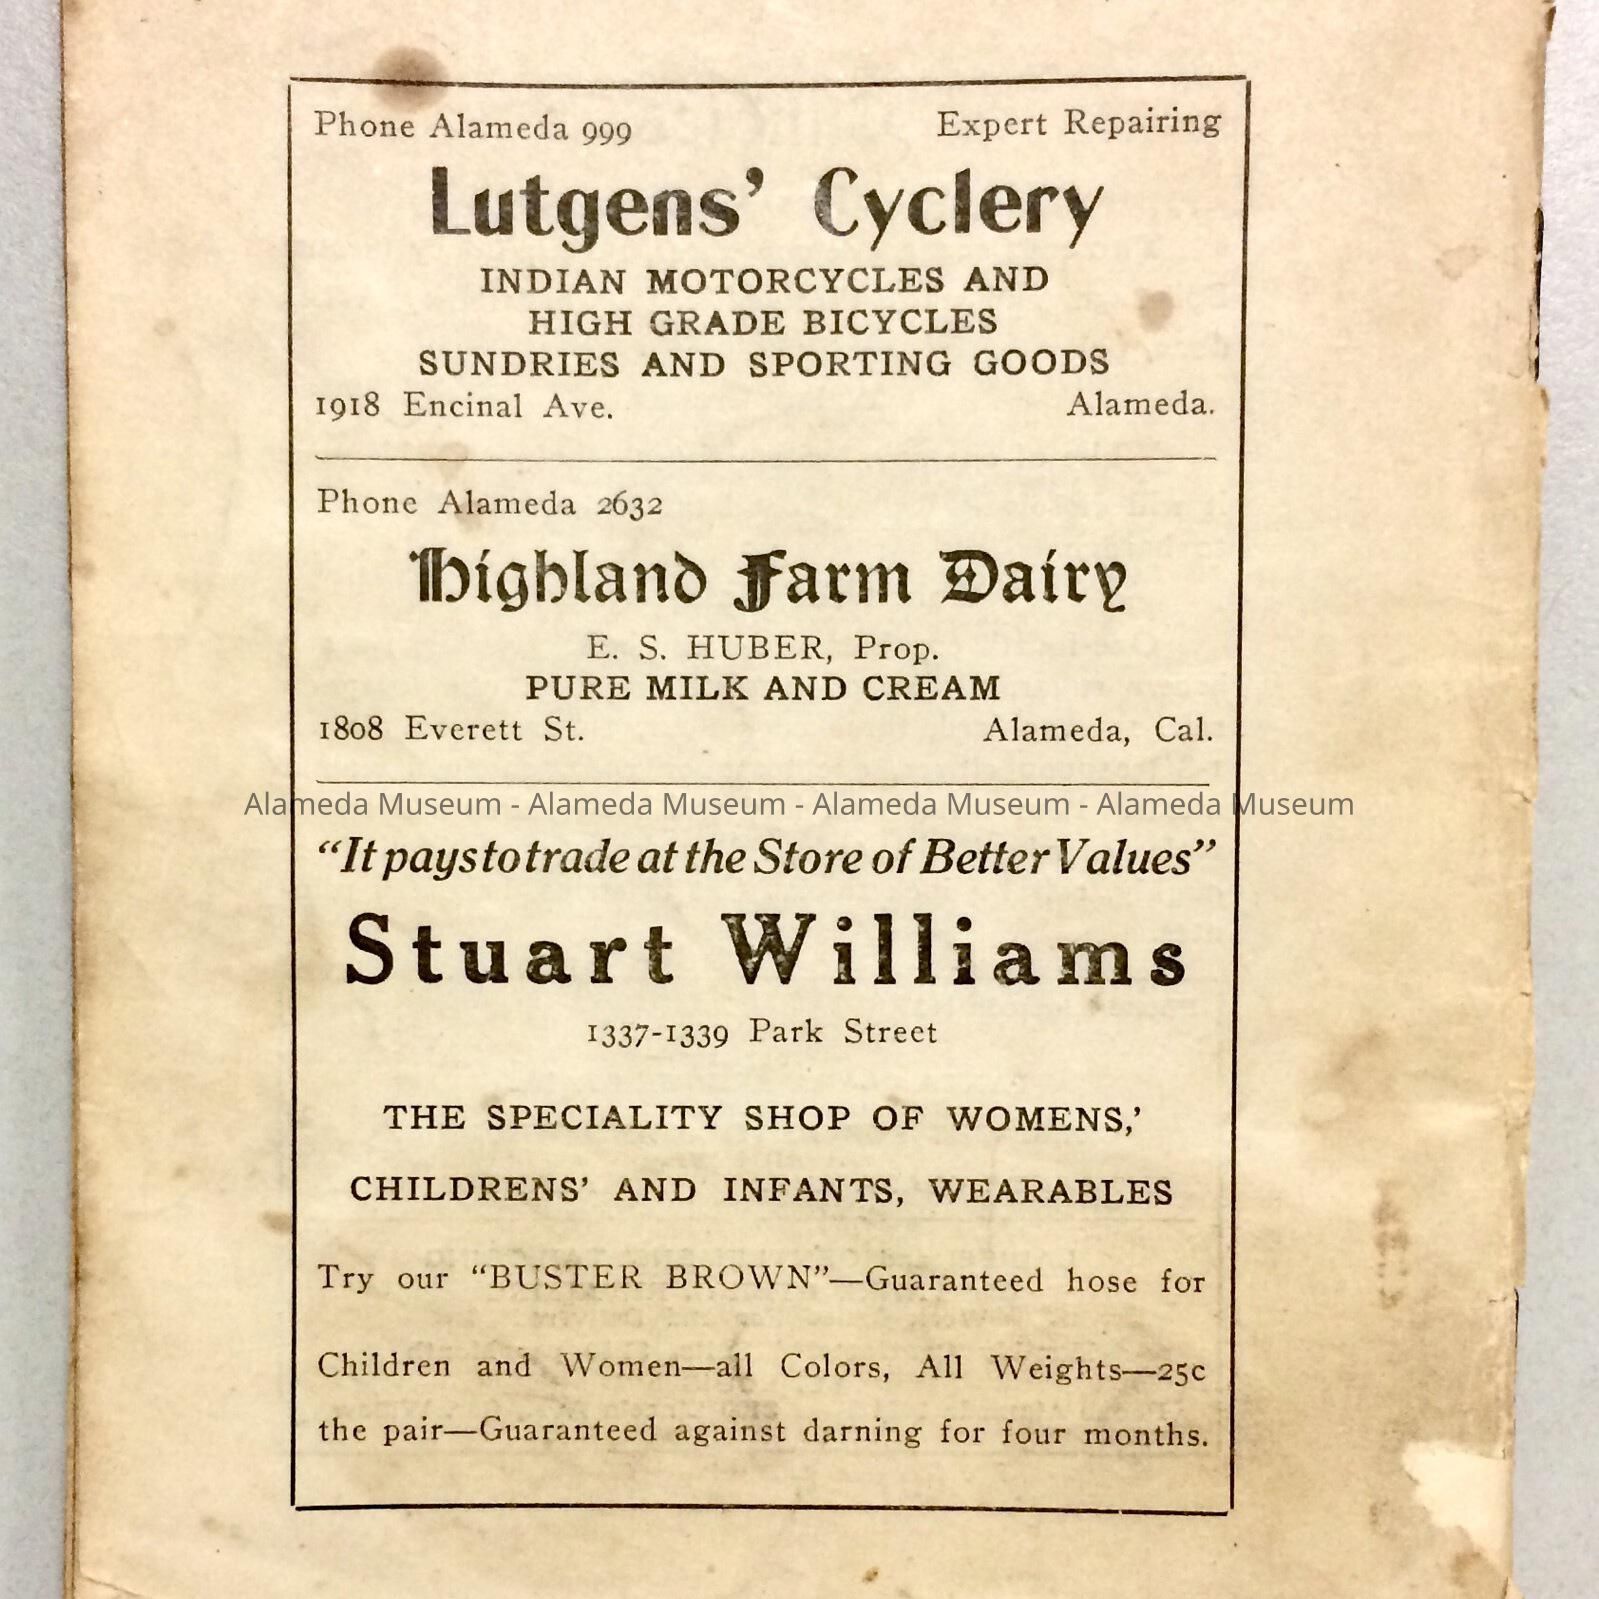 Phone Alameda 999 Expert Repairing
Lutgens’ Cyclery
INDIAN MOTORCYCLES AND
HIGH GRADE BICYCLES
SUNDRIES AND SPORTING GOODS
1918 Encinal Ave. Alameda.
Phone Alameda 2632
Highland Farm Dairy
E. S. HUBER, Prop.
PURE MILK AND CREAM
1808 Everett St. Alameda, Cal.
Alameda Museum - Alameda Museum - Alameda Museum - Alameda Museum
“It pays to trade at the Store of Better Values”
Stuart Williams
1337-1339 Park Street
THE SPECIALITY SHOP OF WOMENS,’
CHILDRENS’ AND INFANTS, WEARABLES
Try our “BUSTER BROWN”—Guaranteed hose for
Children and Women—all Colors, All Weights—25c
the pair—Guaranteed against darning for four months.